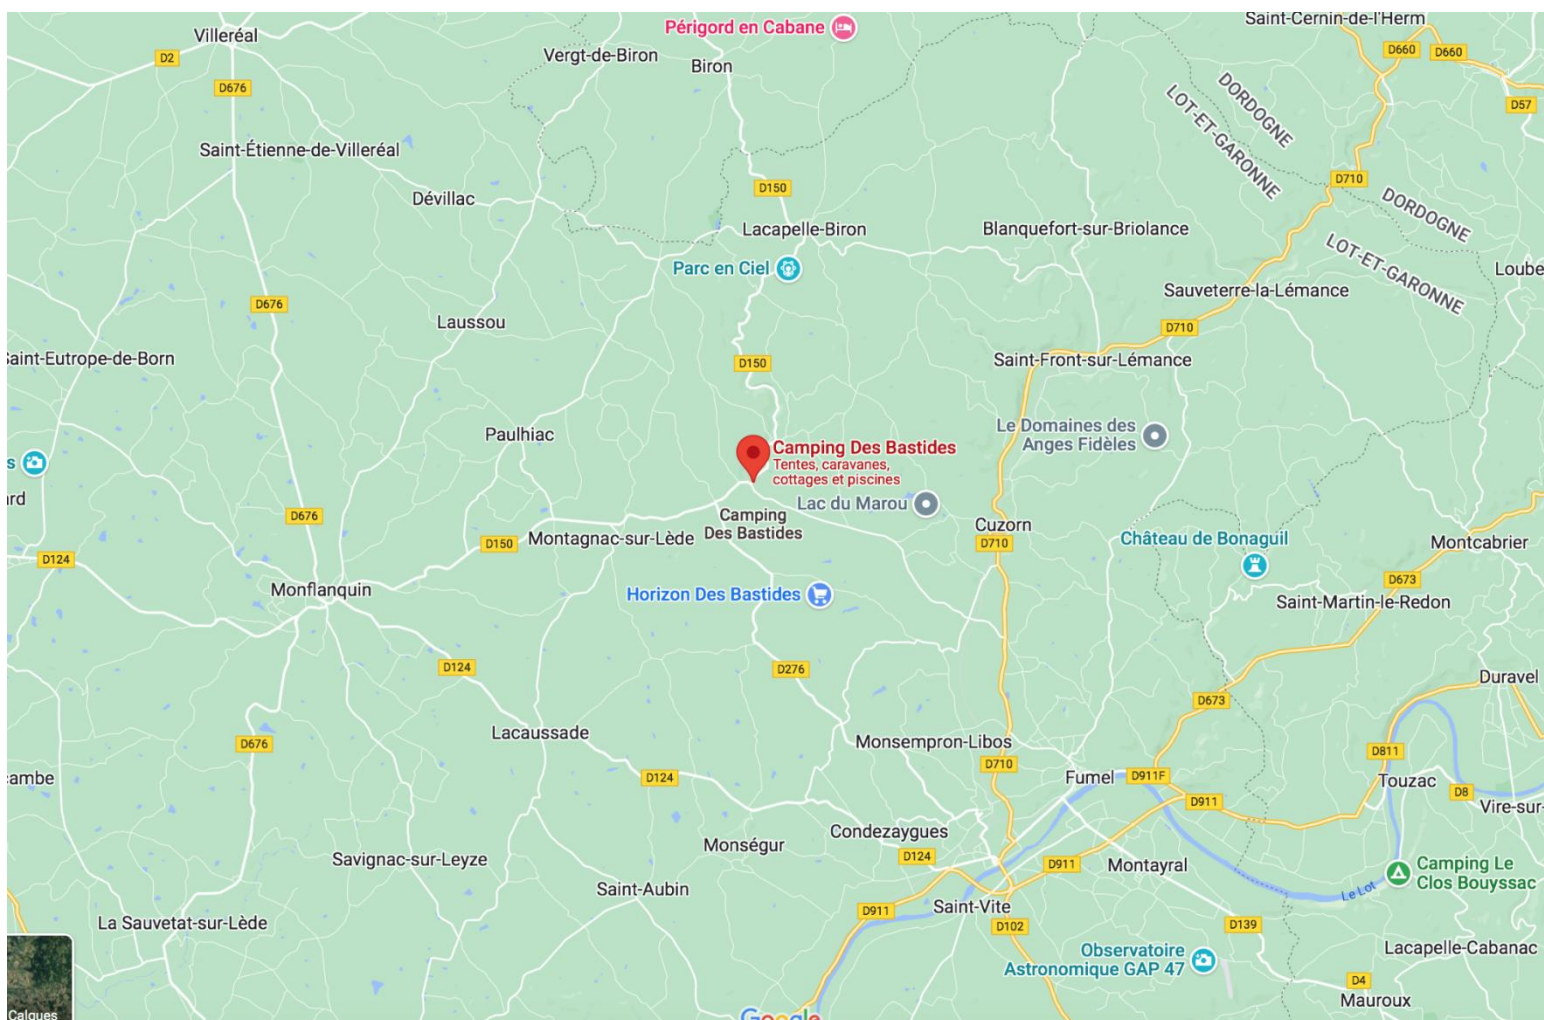 Saint-Cernin-de-l'Herm
Périgord en Cabane
Villeréal
D660
D660
Vergt-de-Biron
D2
Biron
D676
DORDOGNE
LOT-ET-GARONNE
D57
Saint-Étienne-de-Villeréal
D710
D150
Dévillac
DORDOGNE
Lacapelle-Biron
Blanquefort-sur-Briolance
LOT-ET-GARONNE
Parc en Ciel
Loube
Sauveterre-la-Lémance
D676
Laussou
D710
Saint-Eutrope-de-Born
D150
Saint-Front-sur-Lémance
Paulhiac
Le Domaines des
Anges Fidèles
Camping Des Bastides
Tentes, caravanes,
cottages et piscines
s
ard
Lac du Marou
D676
Camping
Des Bastides
Cuzorn
D150
Montagnac-sur-Lède
D710
Château de Bonaguil
Montcabrier
D124
D673
Monflanquin
Horizon Des Bastides
Saint-Martin-le-Redon
D124
D276
Duravel
D673
Lacaussade
D676
Monsempron-Libos
D811
D710
ambe
D124
Fumel
D911F
Touzac
D8
D911
Vire-sur-
Condezaygues
Monségur
D124
Savignac-sur-Leyze
D911
Montayral
Camping Le
Clos Bouyssac
Saint-Aubin
Le Lot
D911
Saint-Vite
La Sauvetat-sur-Lède
D102
D139
Observatoire
Astronomique GAP 47
Lacapelle-Cabanac
D4
Mauroux
Calques
Google